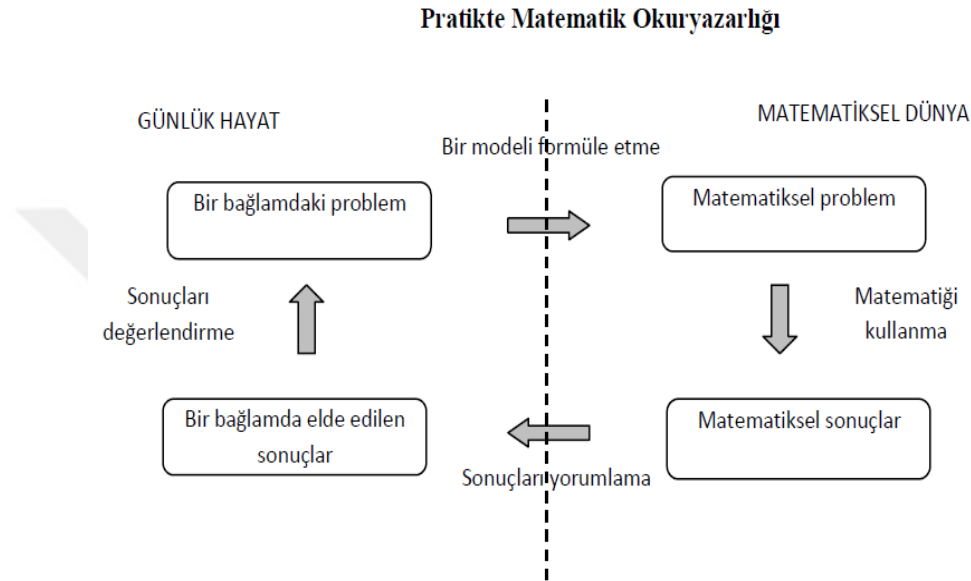 Pratikte Matematik Okuryazarlığı
GÜNLÜK HAYAT
MATEMATİKSEL DÜNYA
Bir modeli formüle etme
Bir bağlamdaki problem
Matematiksel problem
Sonuçları
değerlendirme
Matematiği
kullanma
Bir bağlamda elde edilen
sonuçlar
Matematiksel sonuçlar
Sonuçları yorumlama